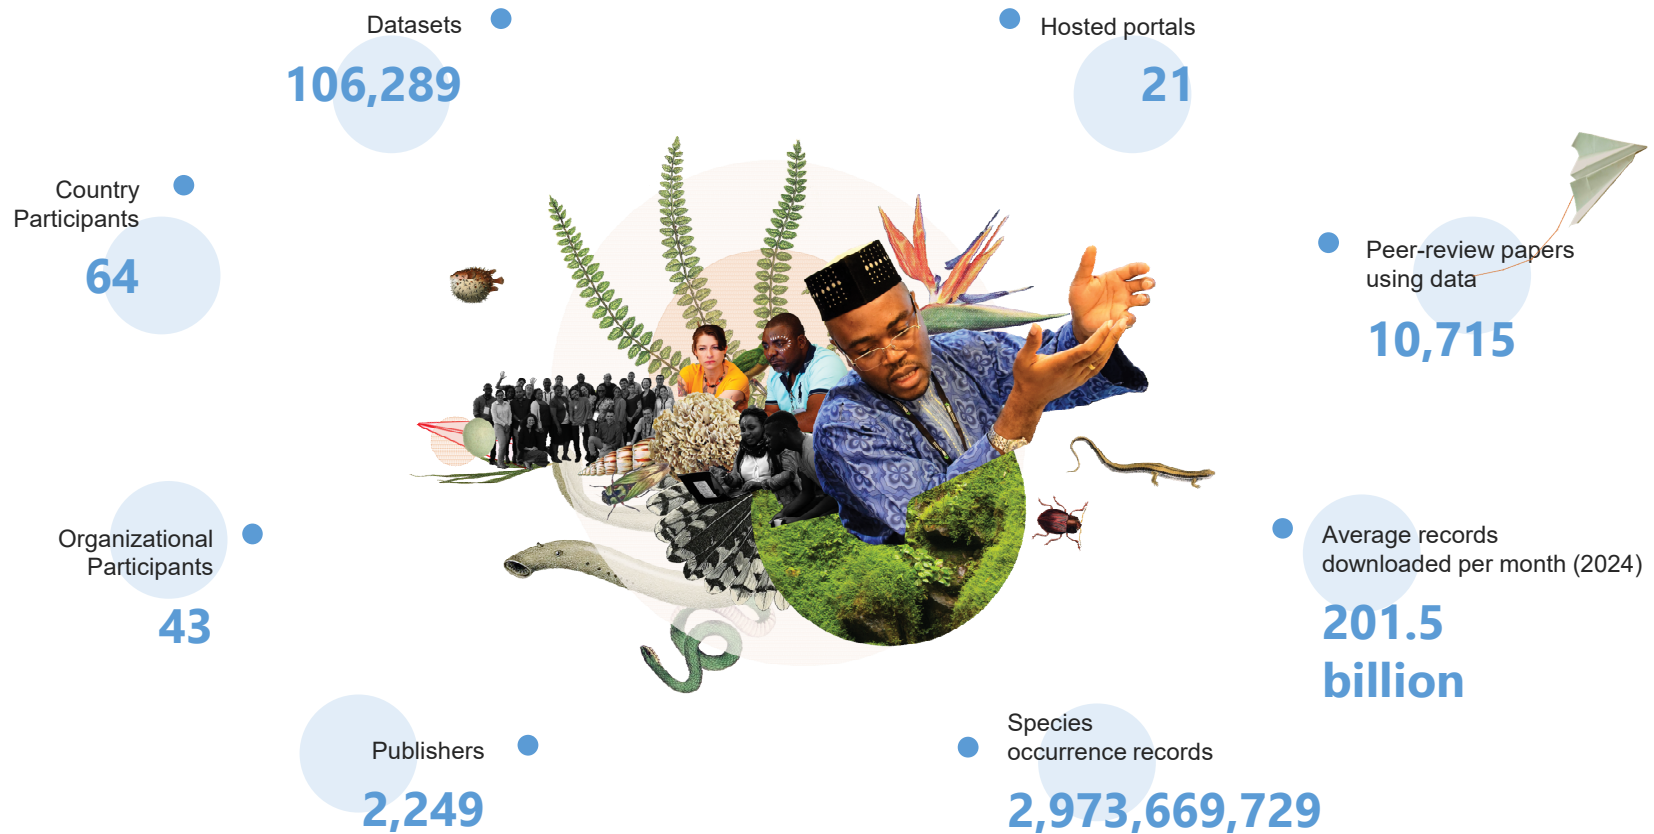 Datasets
106,289
Hosted portals
21
Country
Participants
64
Peer-review papers
using data
10,715
Organizational
Participants
43
Average records
downloaded per month (2024)
201.5
billion
Publishers
2,249
Species
occurrence records
2,973,669,729